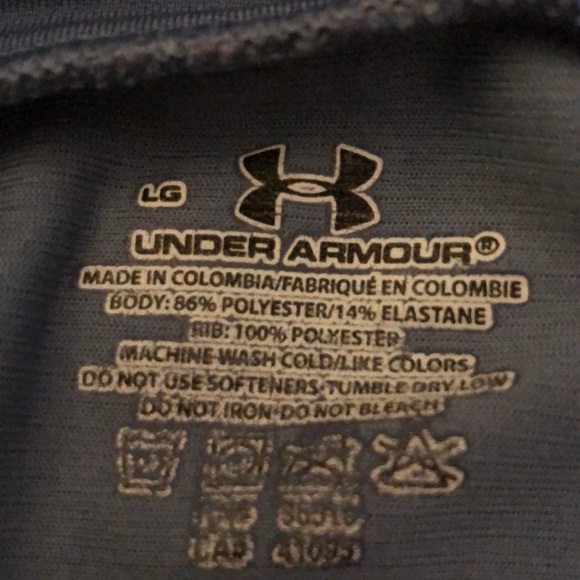 LG
UNDER ARMOUR®
MADE IN COLOMBIA/FABRIQUÉ EN COLOMBIE
BODY: 86% POLYESTER/14% ELASTANE
RIB: 100% POLYESTER
MACHINE WASH COLD/LIKE COLORS
DO NOT USE SOFTENERS·TUMBLE DRY LOW
DO NOT IRON·DO NOT BLEACH